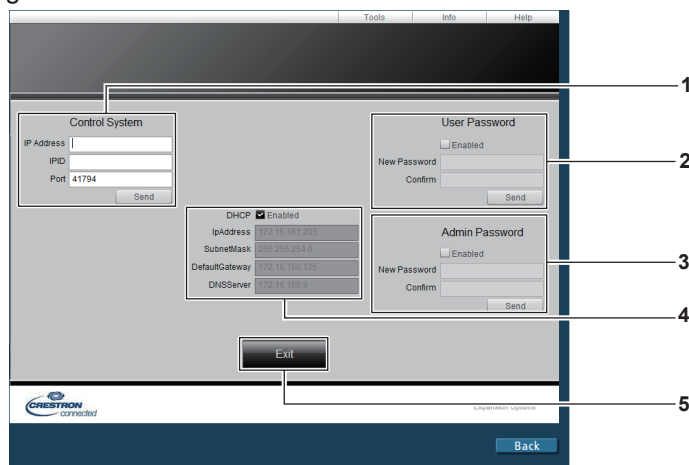 Tools Info Help
1
Control System
IP Address
IPID
Port 41794
Send
User Password
Enabled
New Password
Confirm
Send
2
DHCP Enabled
IpAddress 172.16.161.205
SubnetMask 255.255.254.0
DefaultGateway 172.16.160.125
DNSServer 172.16.160.9
Admin Password
Enabled
New Password
Confirm
Send
3
4
Exit
5
CRESTRON
connected
Expansion Options
Back